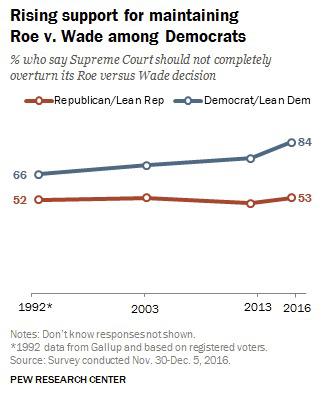 Rising support for maintaining
Roe v. Wade among Democrats
% who say Supreme Court should not completely
overturn its Roe versus Wade decision
Republican/Lean Rep Democrat/Lean Dem
84
66
52 53
1992* 2003 2013 2016
Notes: Don't know responses not shown.
*1992 data from Gallup and based on registered voters.
Source: Survey conducted Nov. 30-Dec. 5, 2016.
PEW RESEARCH CENTER